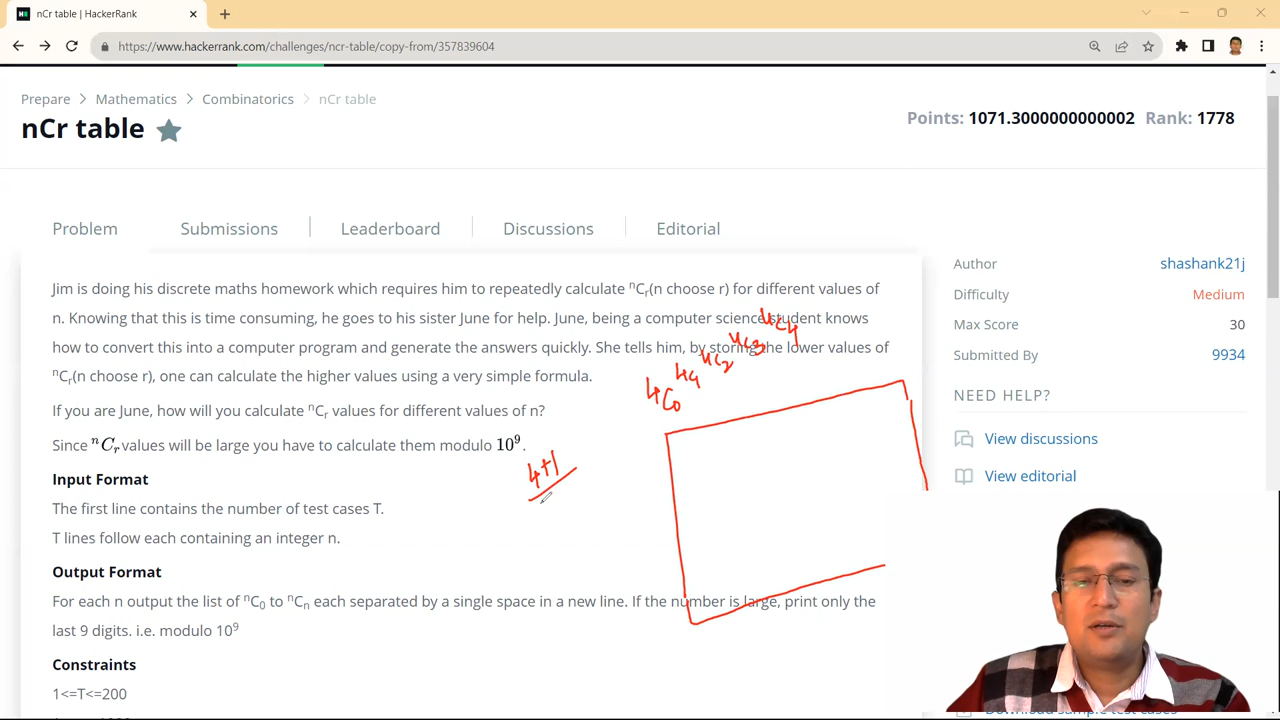 nCr table | HackerRank
https://www.hackerrank.com/challenges/ncr-table/copy-from/357839604
Prepare > Mathematics > Combinatorics > nCr table
nCr table
Points: 1071.3000000000002 Rank: 1778
Problem
Submissions
Leaderboard
Discussions
Editorial
Jim is doing his discrete maths homework which requires him to repeatedly calculate ⁿCᵣ(n choose r) for different values of
n. Knowing that this is time consuming, he goes to his sister June for help. June, being a computer science student knows
how to convert this into a computer program and generate the answers quickly. She tells him, by storing the lower values of
ⁿCᵣ(n choose r), one can calculate the higher values using a very simple formula.
If you are June, how will you calculate ⁿCᵣ values for different values of n?
Since ⁿCᵣ values will be large you have to calculate them modulo 10⁹.
Input Format
The first line contains the number of test cases T.
T lines follow each containing an integer n.
Output Format
For each n output the list of ⁿC₀ to ⁿCₙ each separated by a single space in a new line. If the number is large, print only the
last 9 digits. i.e. modulo 10⁹
Constraints
1<=T<=200
4C0 4C1 4C2 4C3 4C4
4+1
Author
shashank21j
Difficulty
Medium
Max Score
30
Submitted By
9934
NEED HELP?
View discussions
View editorial